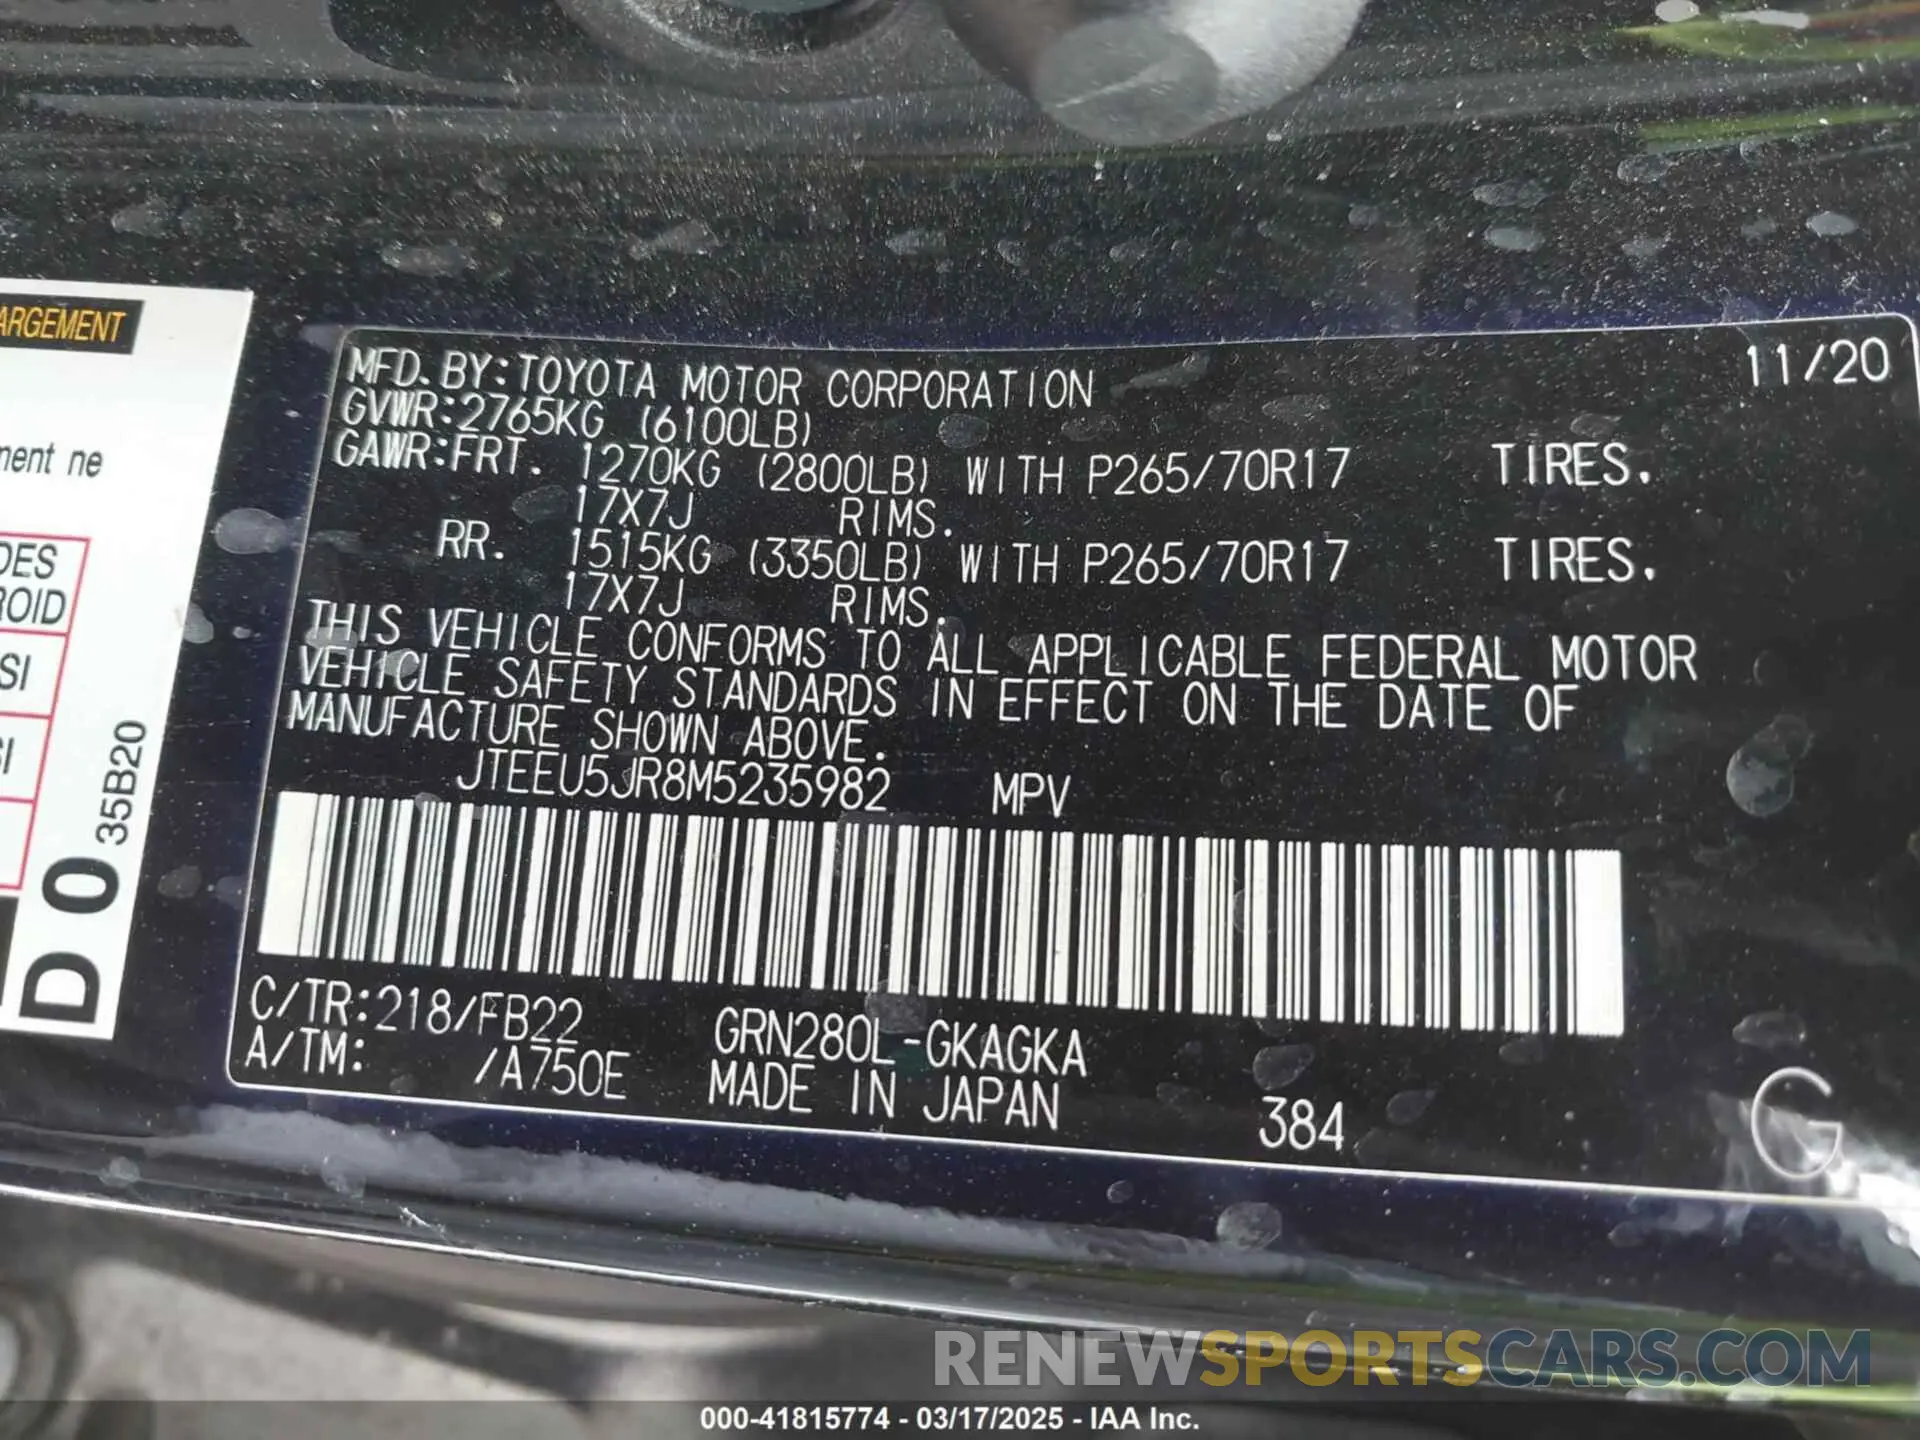 ARGEMENT
ment ne
DES
ROID
SI
SI
D 0 35B20
MFD. BY:TOYOTA MOTOR CORPORATION 11/20
GVWR:2765KG (6100LB)
GAWR:FRT. 1270KG (2800LB) WITH P265/70R17 TIRES.
17X7J RIMS.
RR. 1515KG (3350LB) WITH P265/70R17 TIRES.
17X7J RIMS.
THIS VEHICLE CONFORMS TO ALL APPLICABLE FEDERAL MOTOR
VEHICLE SAFETY STANDARDS IN EFFECT ON THE DATE OF
MANUFACTURE SHOWN ABOVE.
JTEEU5JR8M5235982 MPV
C/TR:218/FB22 GRN280L-GKAGKA
A/TM: /A750E MADE IN JAPAN 384 G
RENEWSPORTSCARS.COM
000-41815774 - 03/17/2025 - IAA Inc.